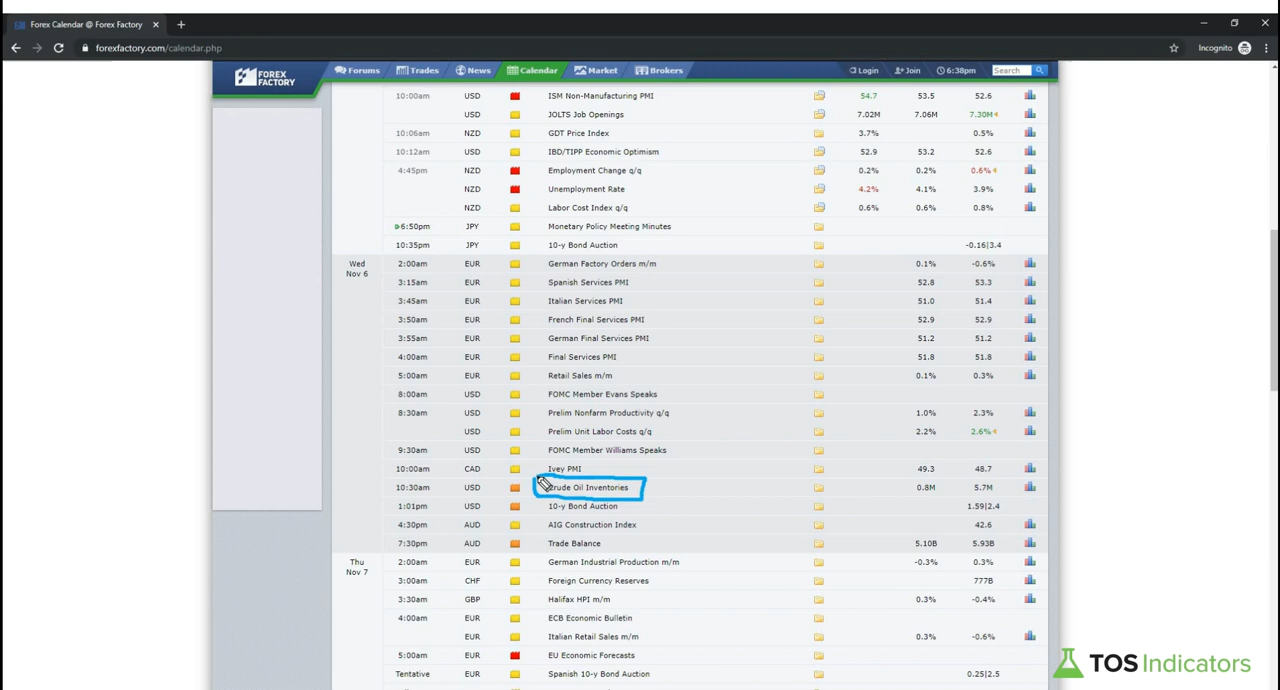 Forex Calendar @ Forex Factory
forexfactory.com/calendar.php Incognito
FOREX FACTORY Forums Trades News Calendar Market Brokers Login Join 6:38pm Search
10:00am USD ISM Non-Manufacturing PMI 54.7 53.5 52.6
USD JOLTS Job Openings 7.02M 7.06M 7.30M
10:06am NZD GDT Price Index 3.7% 0.5%
10:12am USD IBD/TIPP Economic Optimism 52.9 53.2 52.6
4:45pm NZD Employment Change q/q 0.2% 0.2% 0.6%
NZD Unemployment Rate 4.2% 4.1% 3.9%
NZD Labor Cost Index q/q 0.6% 0.6% 0.8%
6:50pm JPY Monetary Policy Meeting Minutes
10:35pm JPY 10-y Bond Auction -0.16|3.4
Wed Nov 6 2:00am EUR German Factory Orders m/m 0.1% -0.6%
3:15am EUR Spanish Services PMI 52.8 53.3
3:45am EUR Italian Services PMI 51.0 51.4
3:50am EUR French Final Services PMI 52.9 52.9
3:55am EUR German Final Services PMI 51.2 51.2
4:00am EUR Final Services PMI 51.8 51.8
5:00am EUR Retail Sales m/m 0.1% 0.3%
8:00am USD FOMC Member Evans Speaks
8:30am USD Prelim Nonfarm Productivity q/q 1.0% 2.3%
USD Prelim Unit Labor Costs q/q 2.2% 2.6%
9:30am USD FOMC Member Williams Speaks
10:00am CAD Ivey PMI 49.3 48.7
10:30am USD Crude Oil Inventories 0.8M 5.7M
1:01pm USD 10-y Bond Auction 1.59|2.4
4:30pm AUD AIG Construction Index 42.6
7:30pm AUD Trade Balance 5.10B 5.93B
Thu Nov 7 2:00am EUR German Industrial Production m/m -0.3% 0.3%
3:00am CHF Foreign Currency Reserves 777B
3:30am GBP Halifax HPI m/m 0.3% -0.4%
4:00am EUR ECB Economic Bulletin
EUR Italian Retail Sales m/m 0.3% -0.6%
5:00am EUR EU Economic Forecasts
Tentative EUR Spanish 10-y Bond Auction 0.25|2.5
TOS Indicators